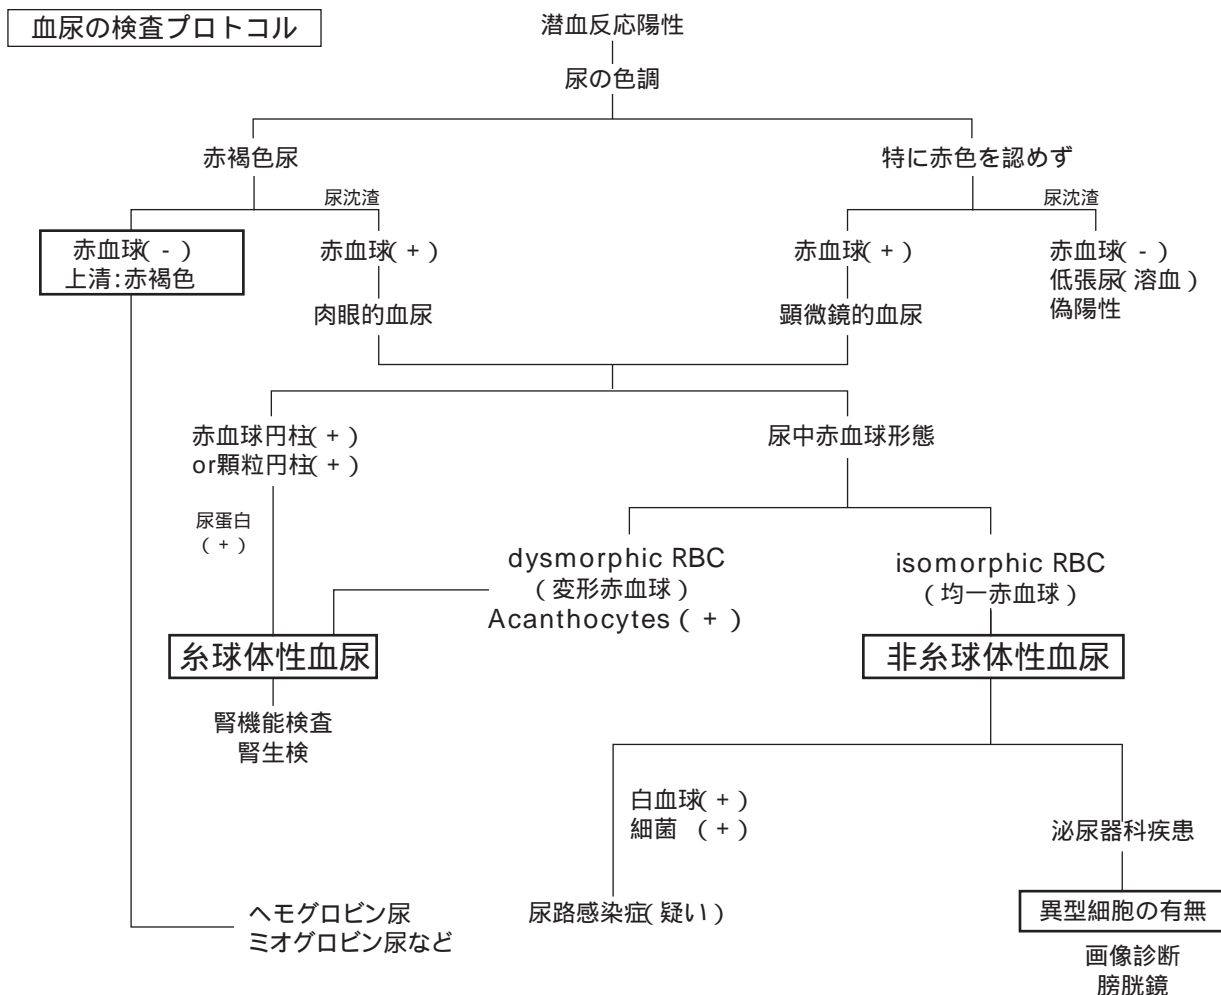 血尿の検査プロトコル
潜血反応陽性
尿の色調
赤褐色尿
特に赤色を認めず
尿沈渣
尿沈渣
赤血球(-)
上清:赤褐色
赤血球(+)
赤血球(+)
赤血球(-)
低張尿(溶血)
偽陽性
肉眼的血尿
顕微鏡的血尿
赤血球円柱(+)
or顆粒円柱(+)
尿中赤血球形態
尿蛋白
(+)
dysmorphic RBC
(変形赤血球)
Acanthocytes(+)
isomorphic RBC
(均一赤血球)
糸球体性血尿
非糸球体性血尿
腎機能検査
腎生検
白血球(+)
細菌 (+)
泌尿器科疾患
ヘモグロビン尿
ミオグロビン尿など
尿路感染症(疑い)
異型細胞の有無
画像診断
膀胱鏡